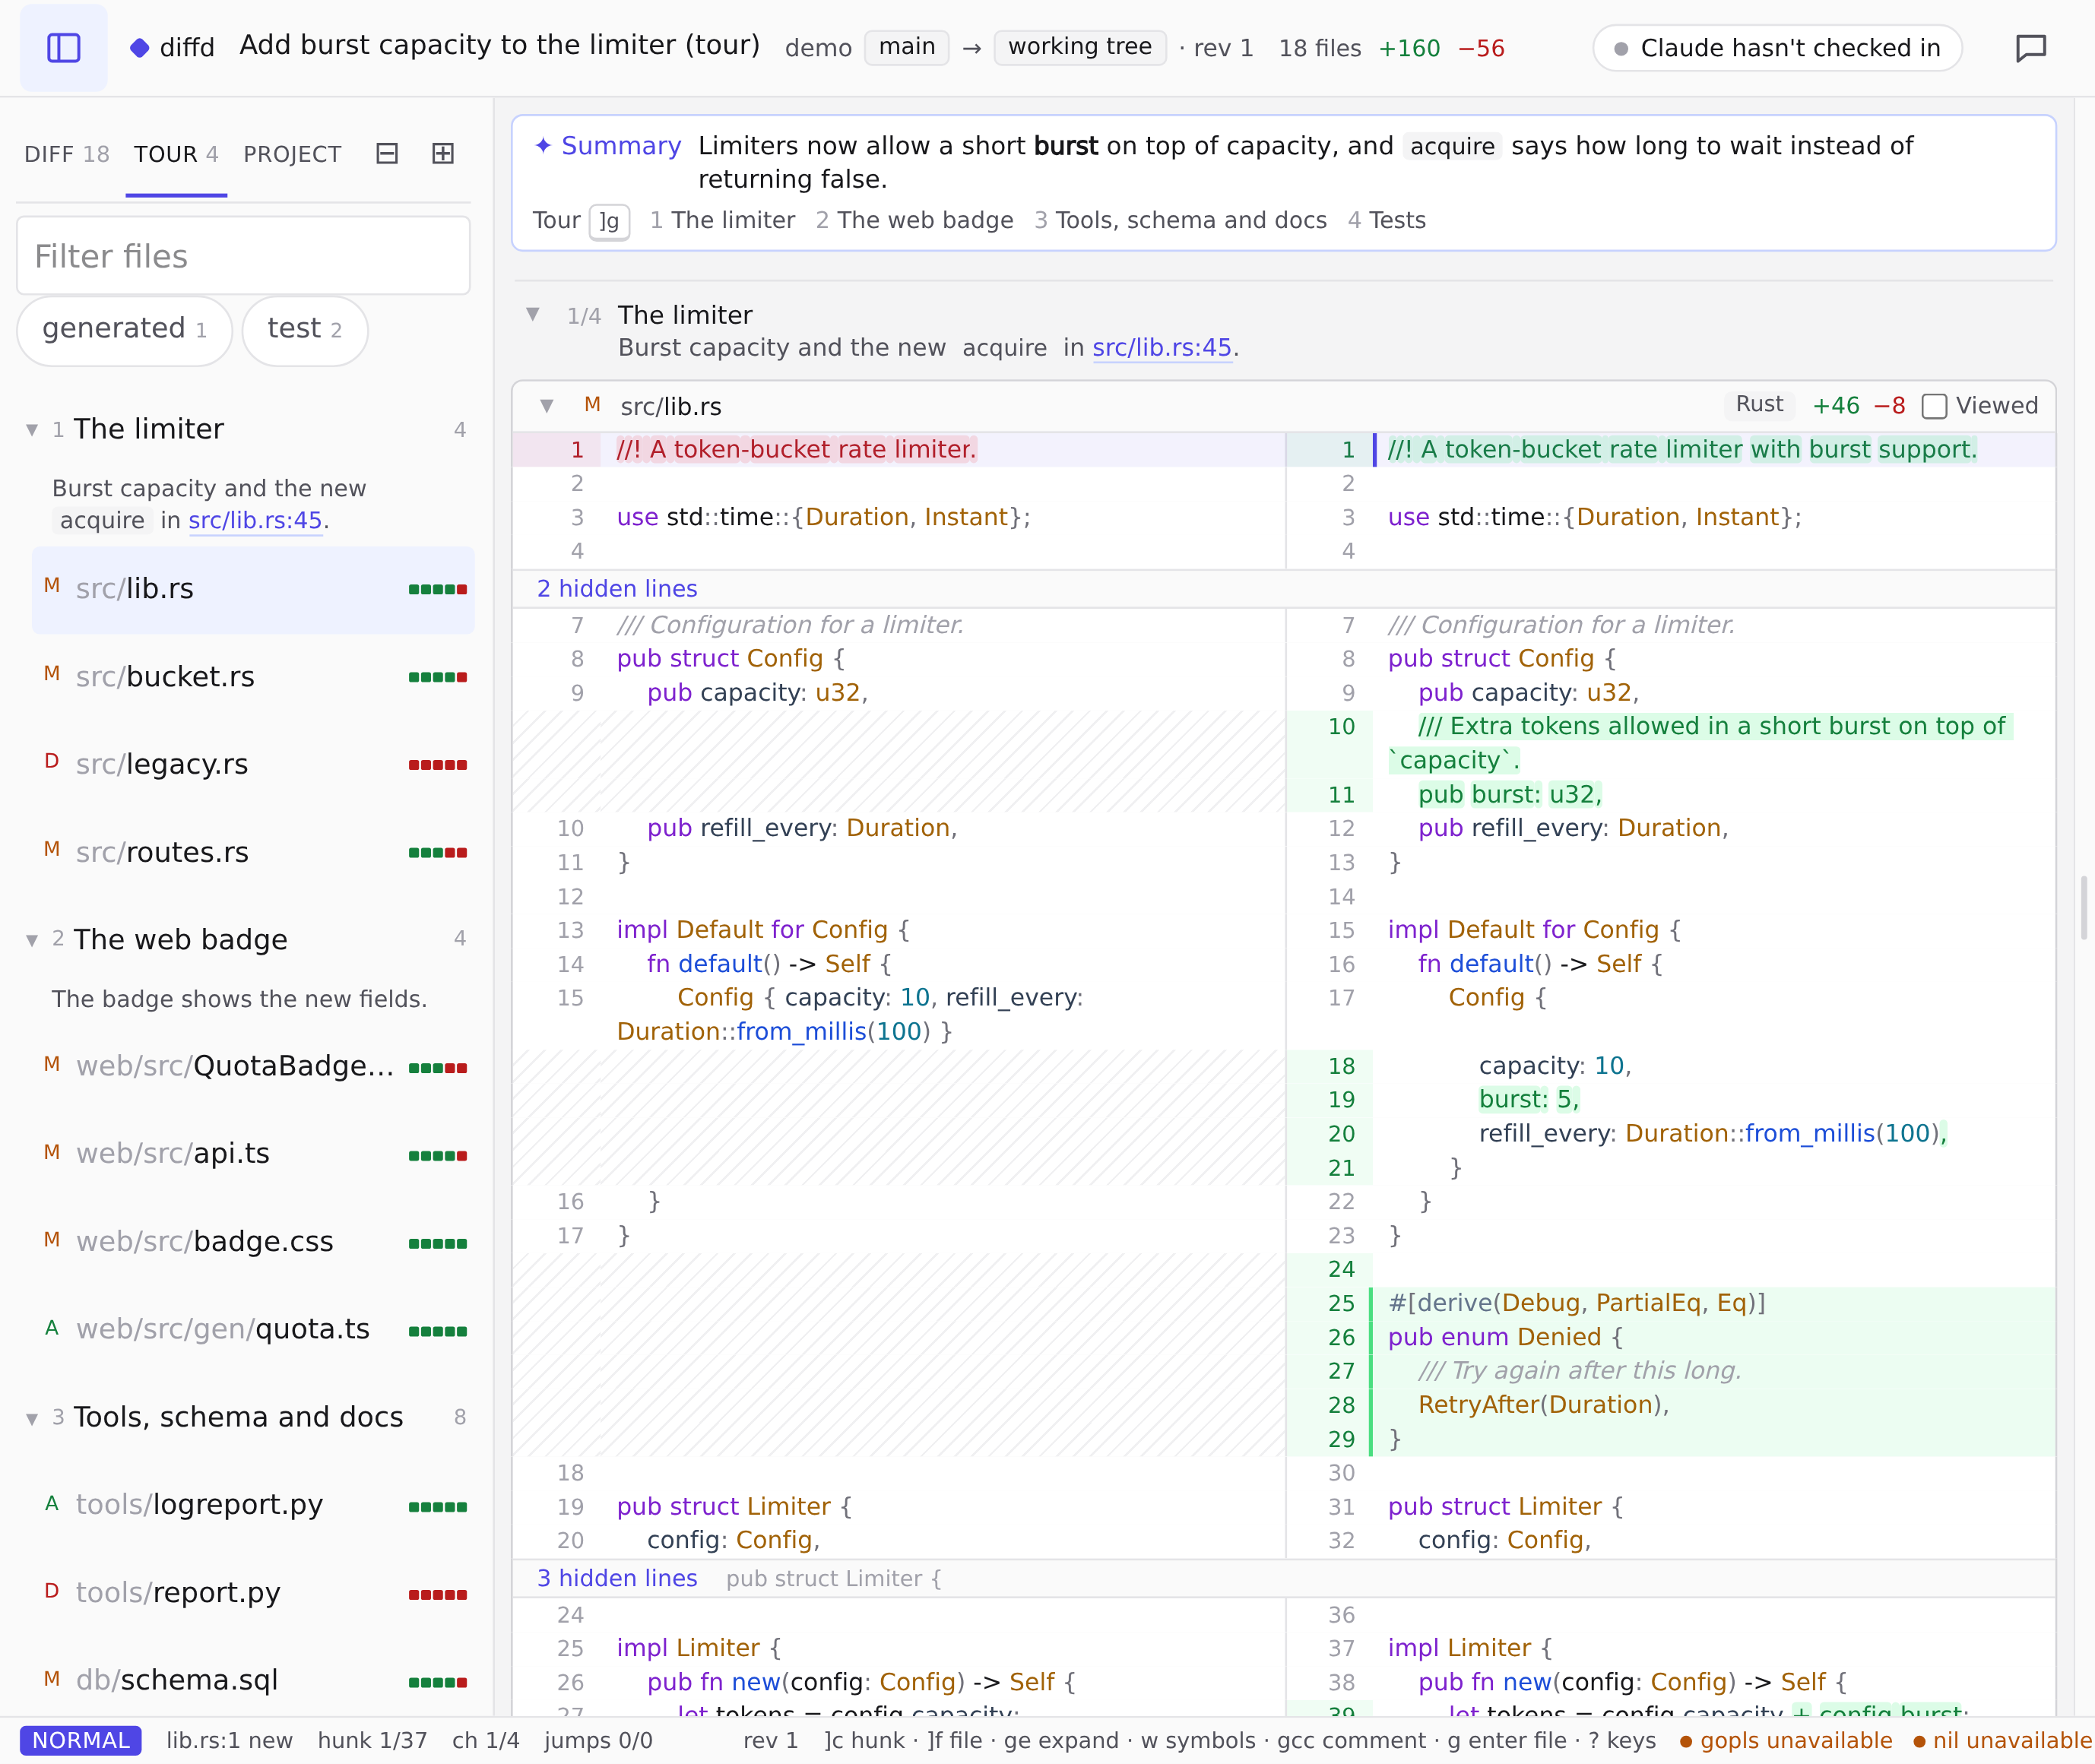 diffd Add burst capacity to the limiter (tour) demo main → working tree · rev 1 18 files +160 −56 Claude hasn't checked in
DIFF 18 TOUR 4 PROJECT
Filter files
generated 1 test 2
▼ 1 The limiter 4
Burst capacity and the new
acquire in src/lib.rs:45.
M src/lib.rs
M src/bucket.rs
D src/legacy.rs
M src/routes.rs
▼ 2 The web badge 4
The badge shows the new fields.
M web/src/QuotaBadge…
M web/src/api.ts
M web/src/badge.css
A web/src/gen/quota.ts
▼ 3 Tools, schema and docs 8
A tools/logreport.py
D tools/report.py
M db/schema.sql
✦ Summary Limiters now allow a short burst on top of capacity, and acquire says how long to wait instead of
returning false.
Tour ]g 1 The limiter 2 The web badge 3 Tools, schema and docs 4 Tests
▼ 1/4 The limiter
Burst capacity and the new acquire in src/lib.rs:45.
▼ M src/lib.rs Rust +46 −8 Viewed
1 //! A token-bucket rate limiter.
2
3 use std::time::{Duration, Instant};
4
2 hidden lines
7 /// Configuration for a limiter.
8 pub struct Config {
9 pub capacity: u32,
10 pub refill_every: Duration,
11 }
12
13 impl Default for Config {
14 fn default() -> Self {
15 Config { capacity: 10, refill_every:
Duration::from_millis(100) }
16 }
17 }
18
19 pub struct Limiter {
20 config: Config,
3 hidden lines pub struct Limiter {
24
25 impl Limiter {
26 pub fn new(config: Config) -> Self {
27 let tokens = config.capacity;
1 //! A token-bucket rate limiter with burst support.
2
3 use std::time::{Duration, Instant};
4
7 /// Configuration for a limiter.
8 pub struct Config {
9 pub capacity: u32,
10 /// Extra tokens allowed in a short burst on top of
`capacity`.
11 pub burst: u32,
12 pub refill_every: Duration,
13 }
14
15 impl Default for Config {
16 fn default() -> Self {
17 Config {
18 capacity: 10,
19 burst: 5,
20 refill_every: Duration::from_millis(100),
21 }
22 }
23 }
24
25 #[derive(Debug, PartialEq, Eq)]
26 pub enum Denied {
27 /// Try again after this long.
28 RetryAfter(Duration),
29 }
30
31 pub struct Limiter {
32 config: Config,
36
37 impl Limiter {
38 pub fn new(config: Config) -> Self {
39 let tokens = config.capacity + config.burst;
NORMAL lib.rs:1 new hunk 1/37 ch 1/4 jumps 0/0 rev 1 ]c hunk · ]f file · ge expand · w symbols · gcc comment · g enter file · ? keys ● gopls unavailable ● nil unavailable